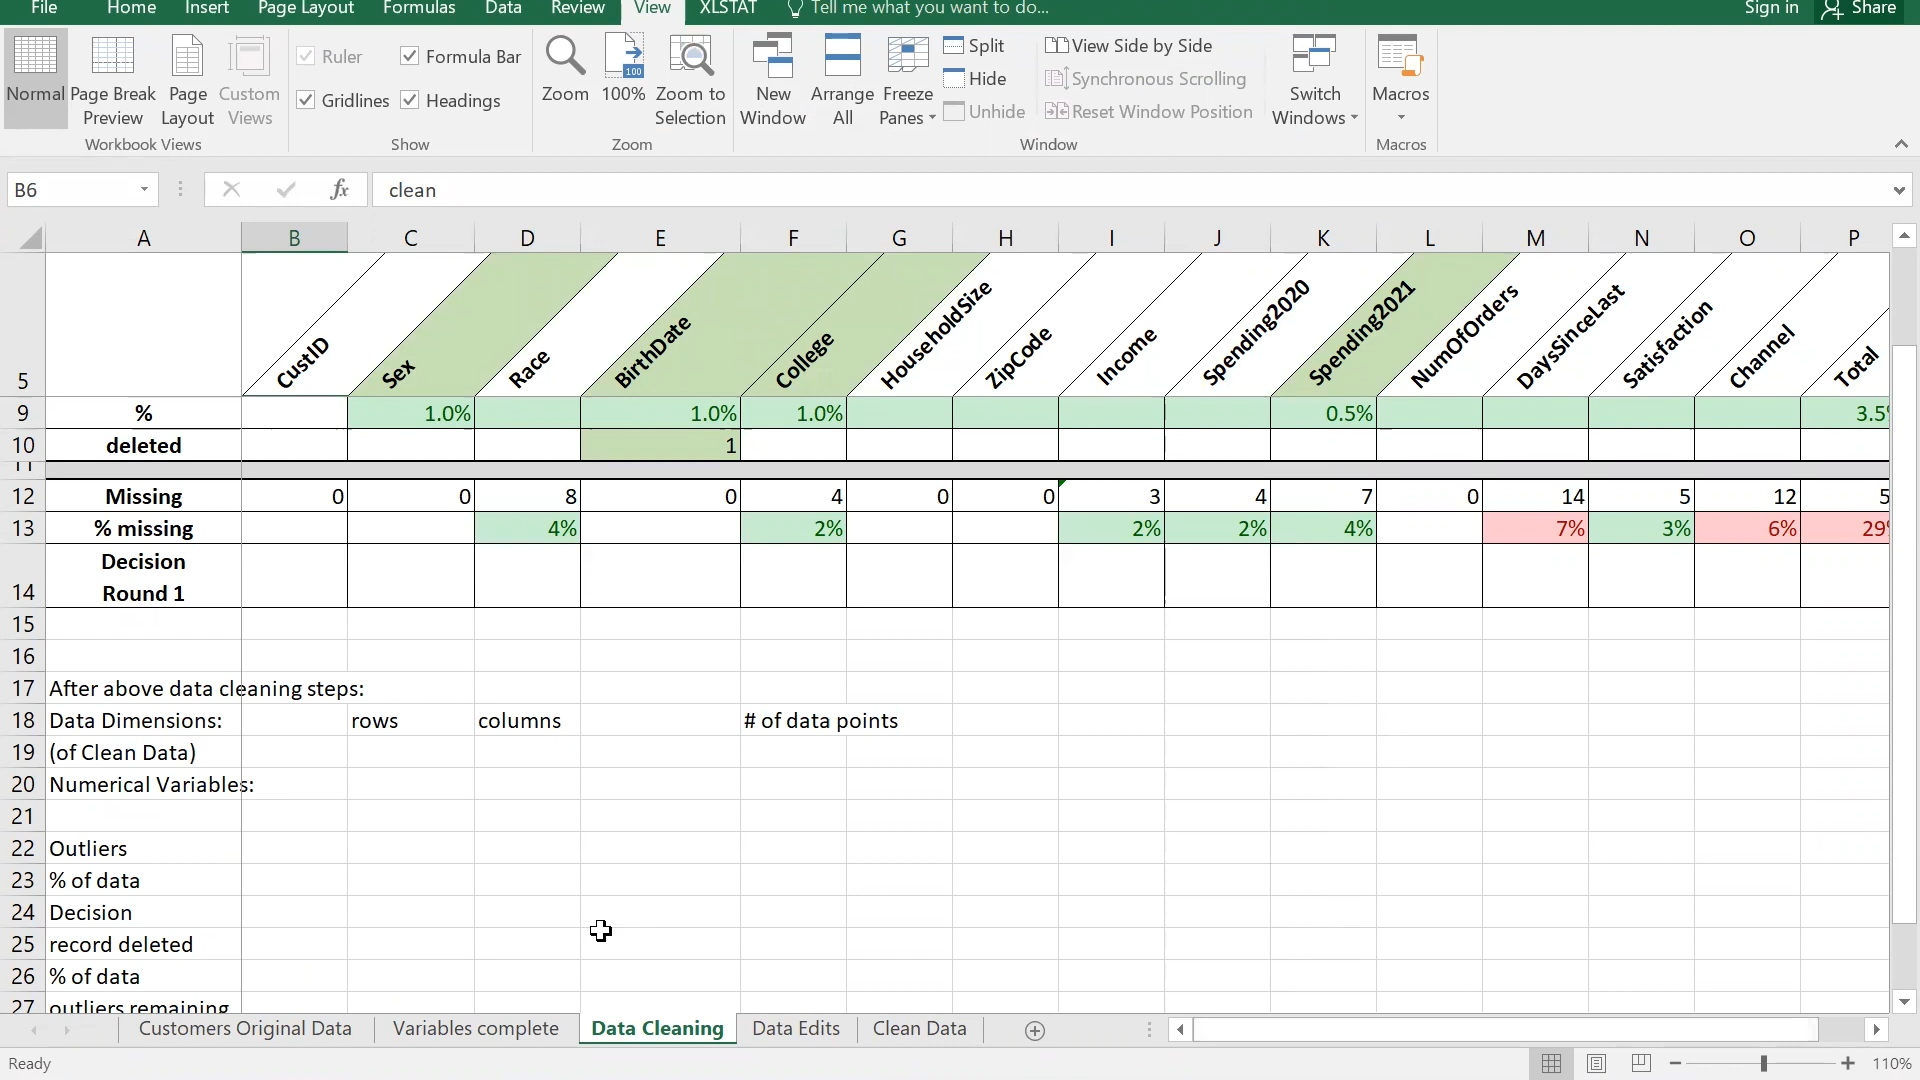 File Home Insert Page Layout Formulas Data Review View XLSTAT Tell me what you want to do... Sign in Share
Normal Page Break Preview Page Layout Custom Views
Workbook Views
Ruler Formula Bar
Gridlines Headings
Show
Zoom 100% Zoom to Selection
100
Zoom
New Window Arrange All Freeze Panes
Split
Hide
Unhide
View Side by Side
Synchronous Scrolling
Reset Window Position
Switch Windows
Window
Macros
Macros
B6 fx clean
A B C D E F G H I J K L M N O P
5 CustID Sex Race BirthDate College HouseholdSize ZipCode Income Spending2020 Spending2021 NumOfOrders DaysSinceLast Satisfaction Channel Total
9 % 1.0% 1.0% 1.0% 0.5%
10 deleted 1
11
12 Missing 0 0 8 0 4 0 0 3 4 7 0 14 5 12
13 % missing 4% 2% 2% 2% 4% 7% 3% 6%
14 Decision
Round 1
15
16
17 After above data cleaning steps:
18 Data Dimensions: rows columns # of data points
19 (of Clean Data)
20 Numerical Variables:
21
22 Outliers
23 % of data
24 Decision
25 record deleted
26 % of data
27 outliers remaining
Customers Original Data Variables complete Data Cleaning Data Edits Clean Data
Ready 110%